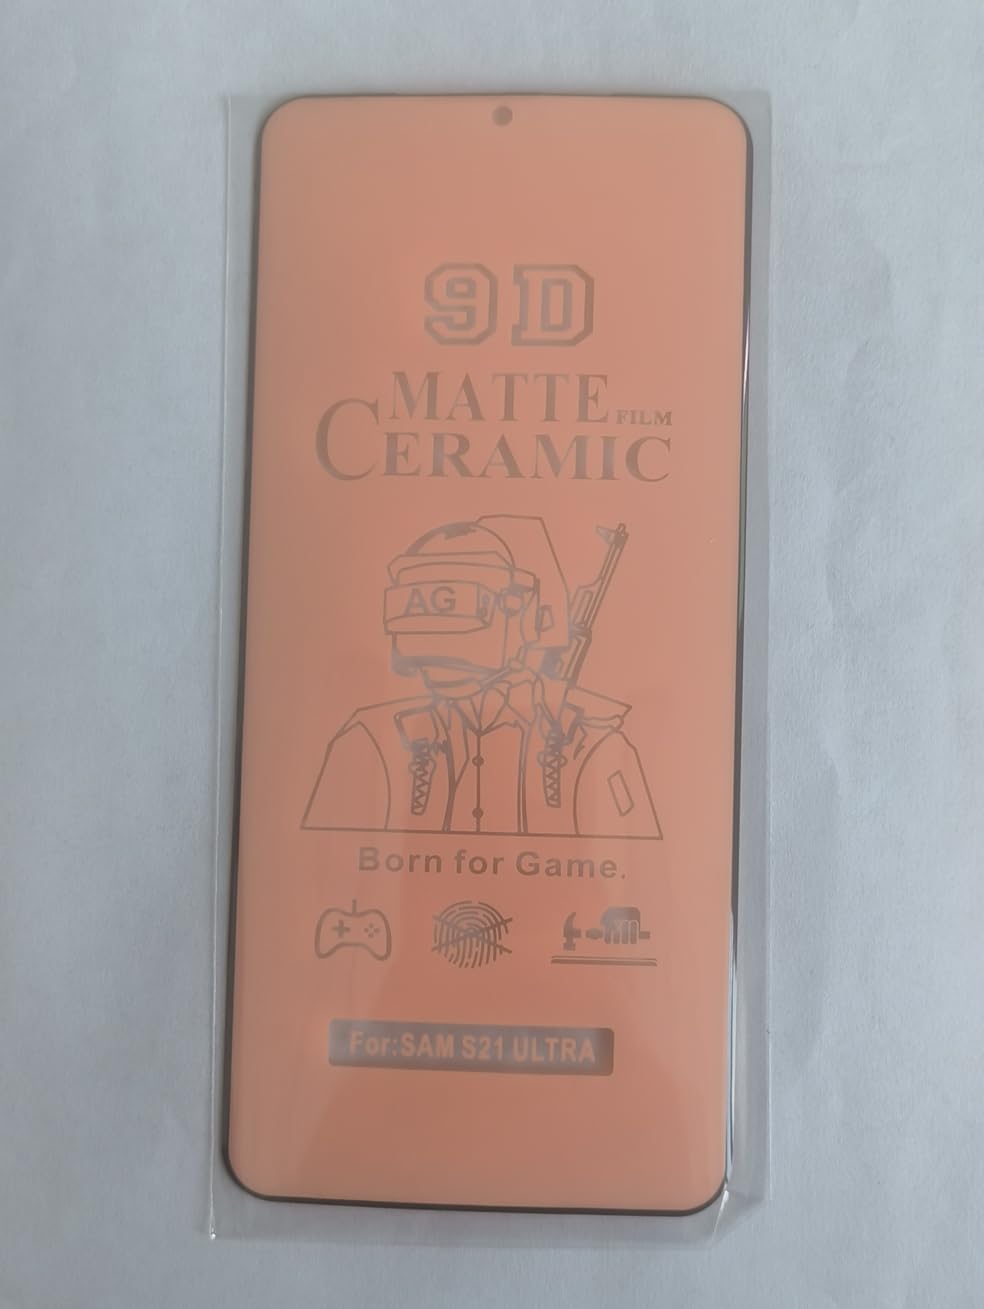 9D
MATTE FILM
CERAMIC
AG
Born for Game.
For:SAM S21 ULTRA